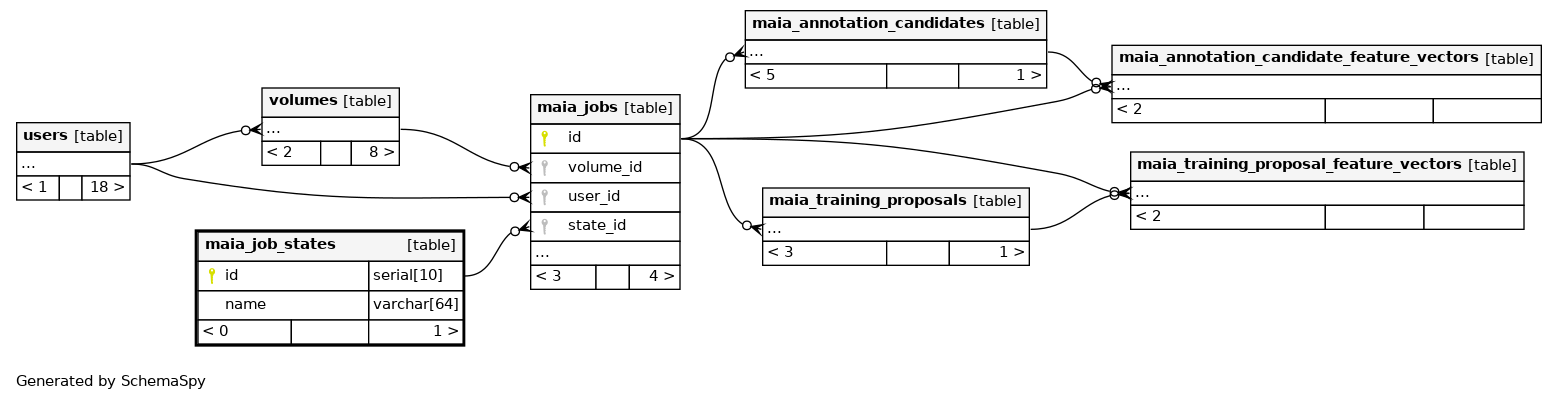 users [table]
...
< 1 18 >
volumes [table]
...
< 2 8 >
maia_job_states [table]
id serial[10]
name varchar[64]
< 0 1 >
maia_jobs [table]
id
volume_id
user_id
state_id
...
< 3 4 >
maia_annotation_candidates [table]
...
< 5 1 >
maia_training_proposals [table]
...
< 3 1 >
maia_annotation_candidate_feature_vectors [table]
...
< 2
maia_training_proposal_feature_vectors [table]
...
< 2
Generated by SchemaSpy